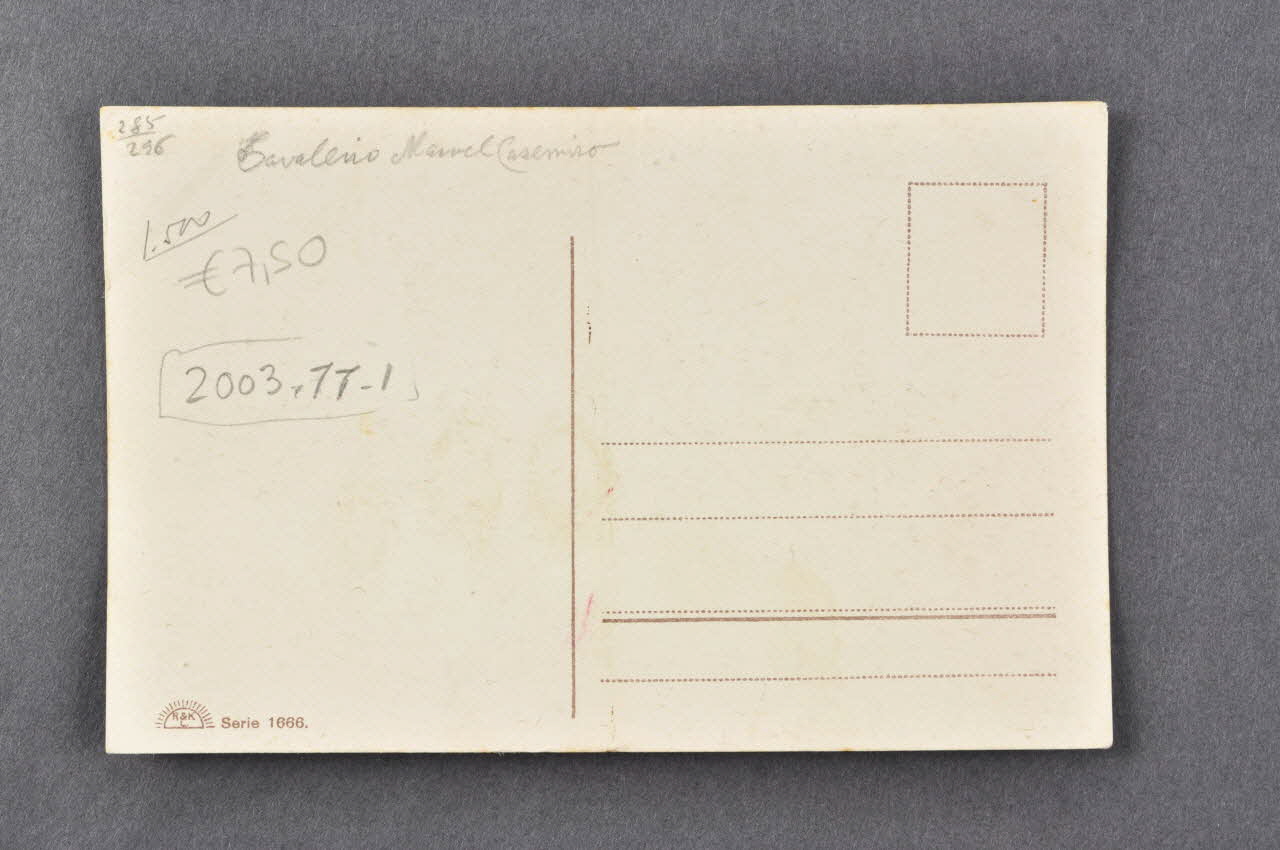 285
296
Cavaleiro Manuel Casemiro
1.500
€7,50
2003.77-1
R&K
L.
Serie 1666.